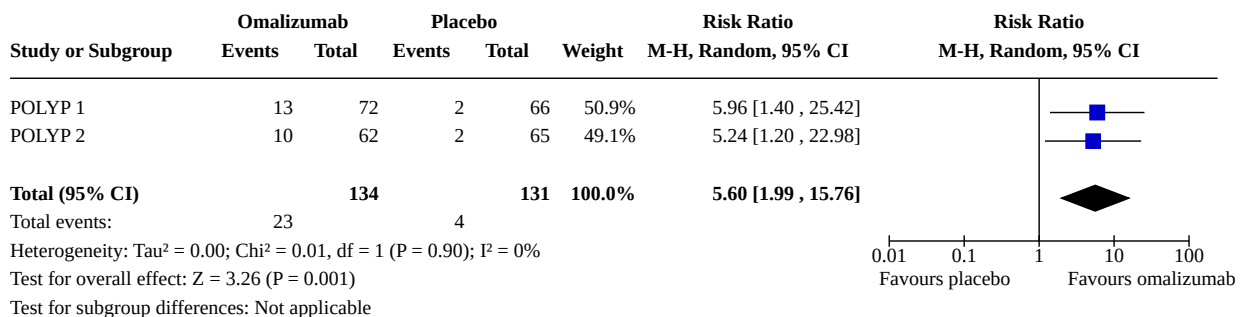 Omalizumab Placebo Risk Ratio Risk Ratio
Study or Subgroup Events Total Events Total Weight M-H, Random, 95% CI M-H, Random, 95% CI
POLYP 1 13 72 2 66 50.9% 5.96 [1.40 , 25.42]
POLYP 2 10 62 2 65 49.1% 5.24 [1.20 , 22.98]
Total (95% CI) 134 131 100.0% 5.60 [1.99 , 15.76]
Total events: 23 4
Heterogeneity: Tau² = 0.00; Chi² = 0.01, df = 1 (P = 0.90); I² = 0%
0.01 0.1 1 10 100
Test for overall effect: Z = 3.26 (P = 0.001) Favours placebo Favours omalizumab
Test for subgroup differences: Not applicable